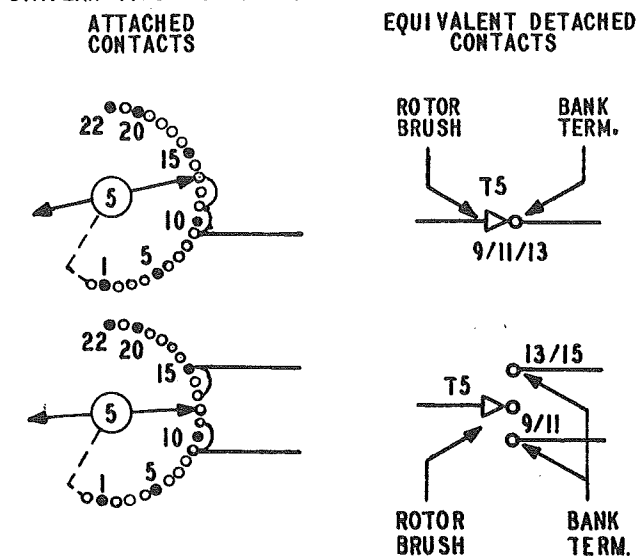 ATTACHED
CONTACTS
EQUIVALENT DETACHED
CONTACTS
22
20
15
5
10
5
1
ROTOR
BRUSH
BANK
TERM.
T5
9/11/13
22
20
15
5
10
5
1
13/15
T5
9/11
ROTOR
BRUSH
BANK
TERM.